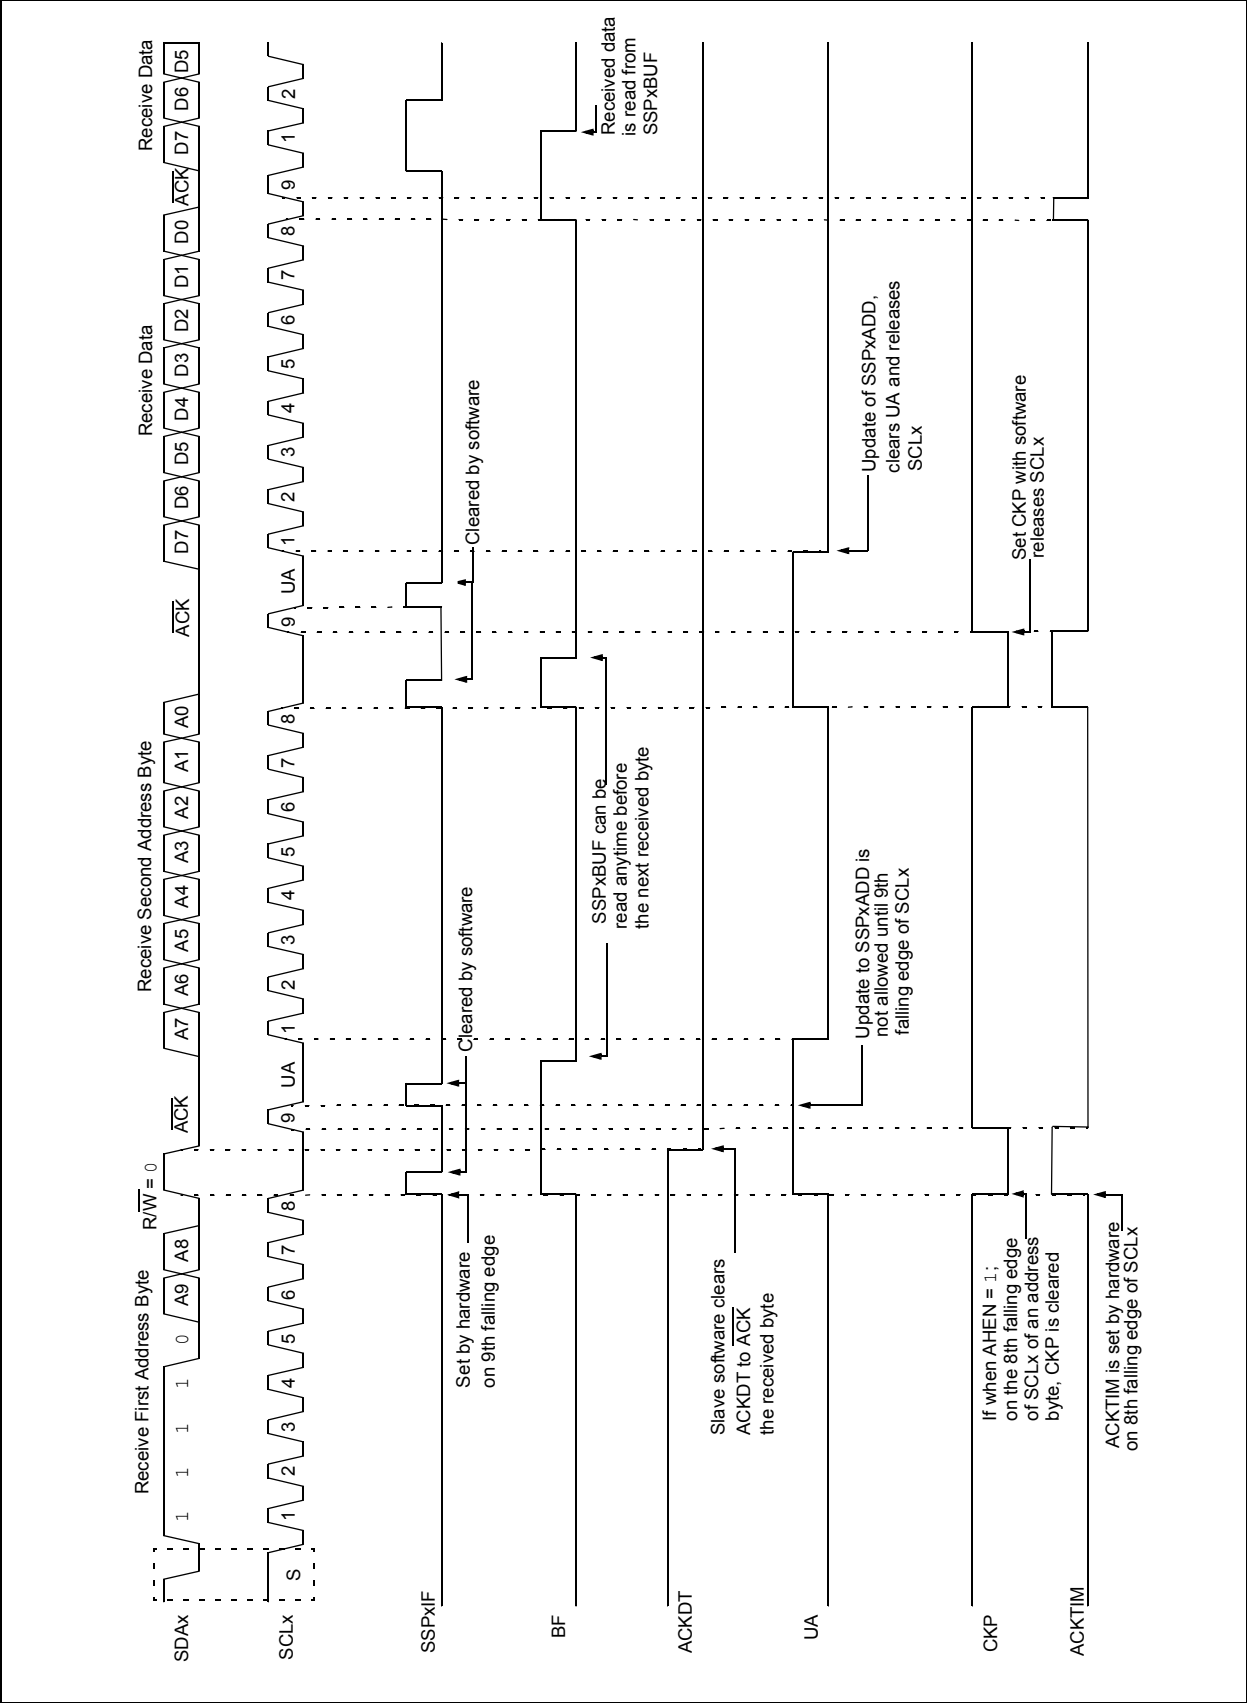 Receive First Address Byte
R/W = 0
Receive Second Address Byte
Receive Data
Receive Data
SDAx
1 1 1 1 0 A9 A8 ACK A7 A6 A5 A4 A3 A2 A1 A0 ACK D7 D6 D5 D4 D3 D2 D1 D0 ACK D7 D6 D5
SCLx
S 1 2 3 4 5 6 7 8 9 UA 1 2 3 4 5 6 7 8 9 UA 1 2 3 4 5 6 7 8 9 1 2
SSPxIF
Set by hardware
on 9th falling edge
Cleared by software
Cleared by software
BF
SSPxBUF can be
read anytime before
the next received byte
Received data
is read from
SSPxBUF
ACKDT
Slave software clears
ACKDT to ACK
the received byte
UA
Update to SSPxADD is
not allowed until 9th
falling edge of SCLx
Update of SSPxADD,
clears UA and releases
SCLx
CKP
If when AHEN = 1;
on the 8th falling edge
of SCLx of an address
byte, CKP is cleared
Set CKP with software
releases SCLx
ACKTIM
ACKTIM is set by hardware
on 8th falling edge of SCLx